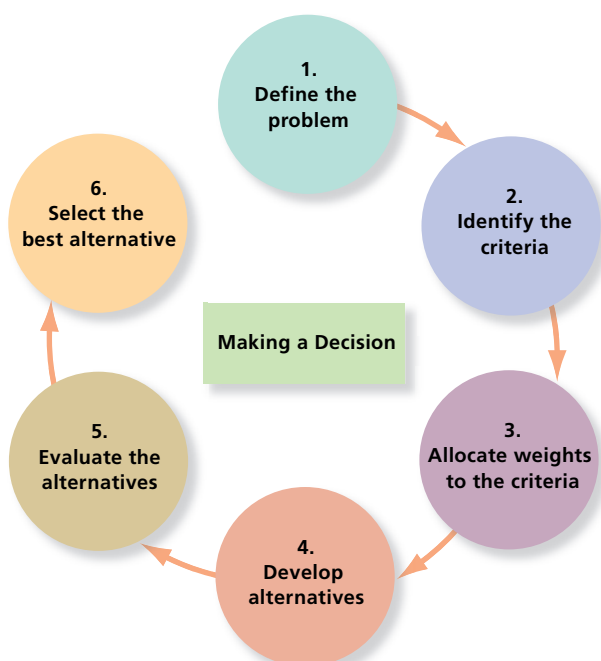 1.
Define the
problem
2.
Identify the
criteria
3.
Allocate weights
to the criteria
4.
Develop
alternatives
5.
Evaluate the
alternatives
6.
Select the
best alternative
Making a Decision